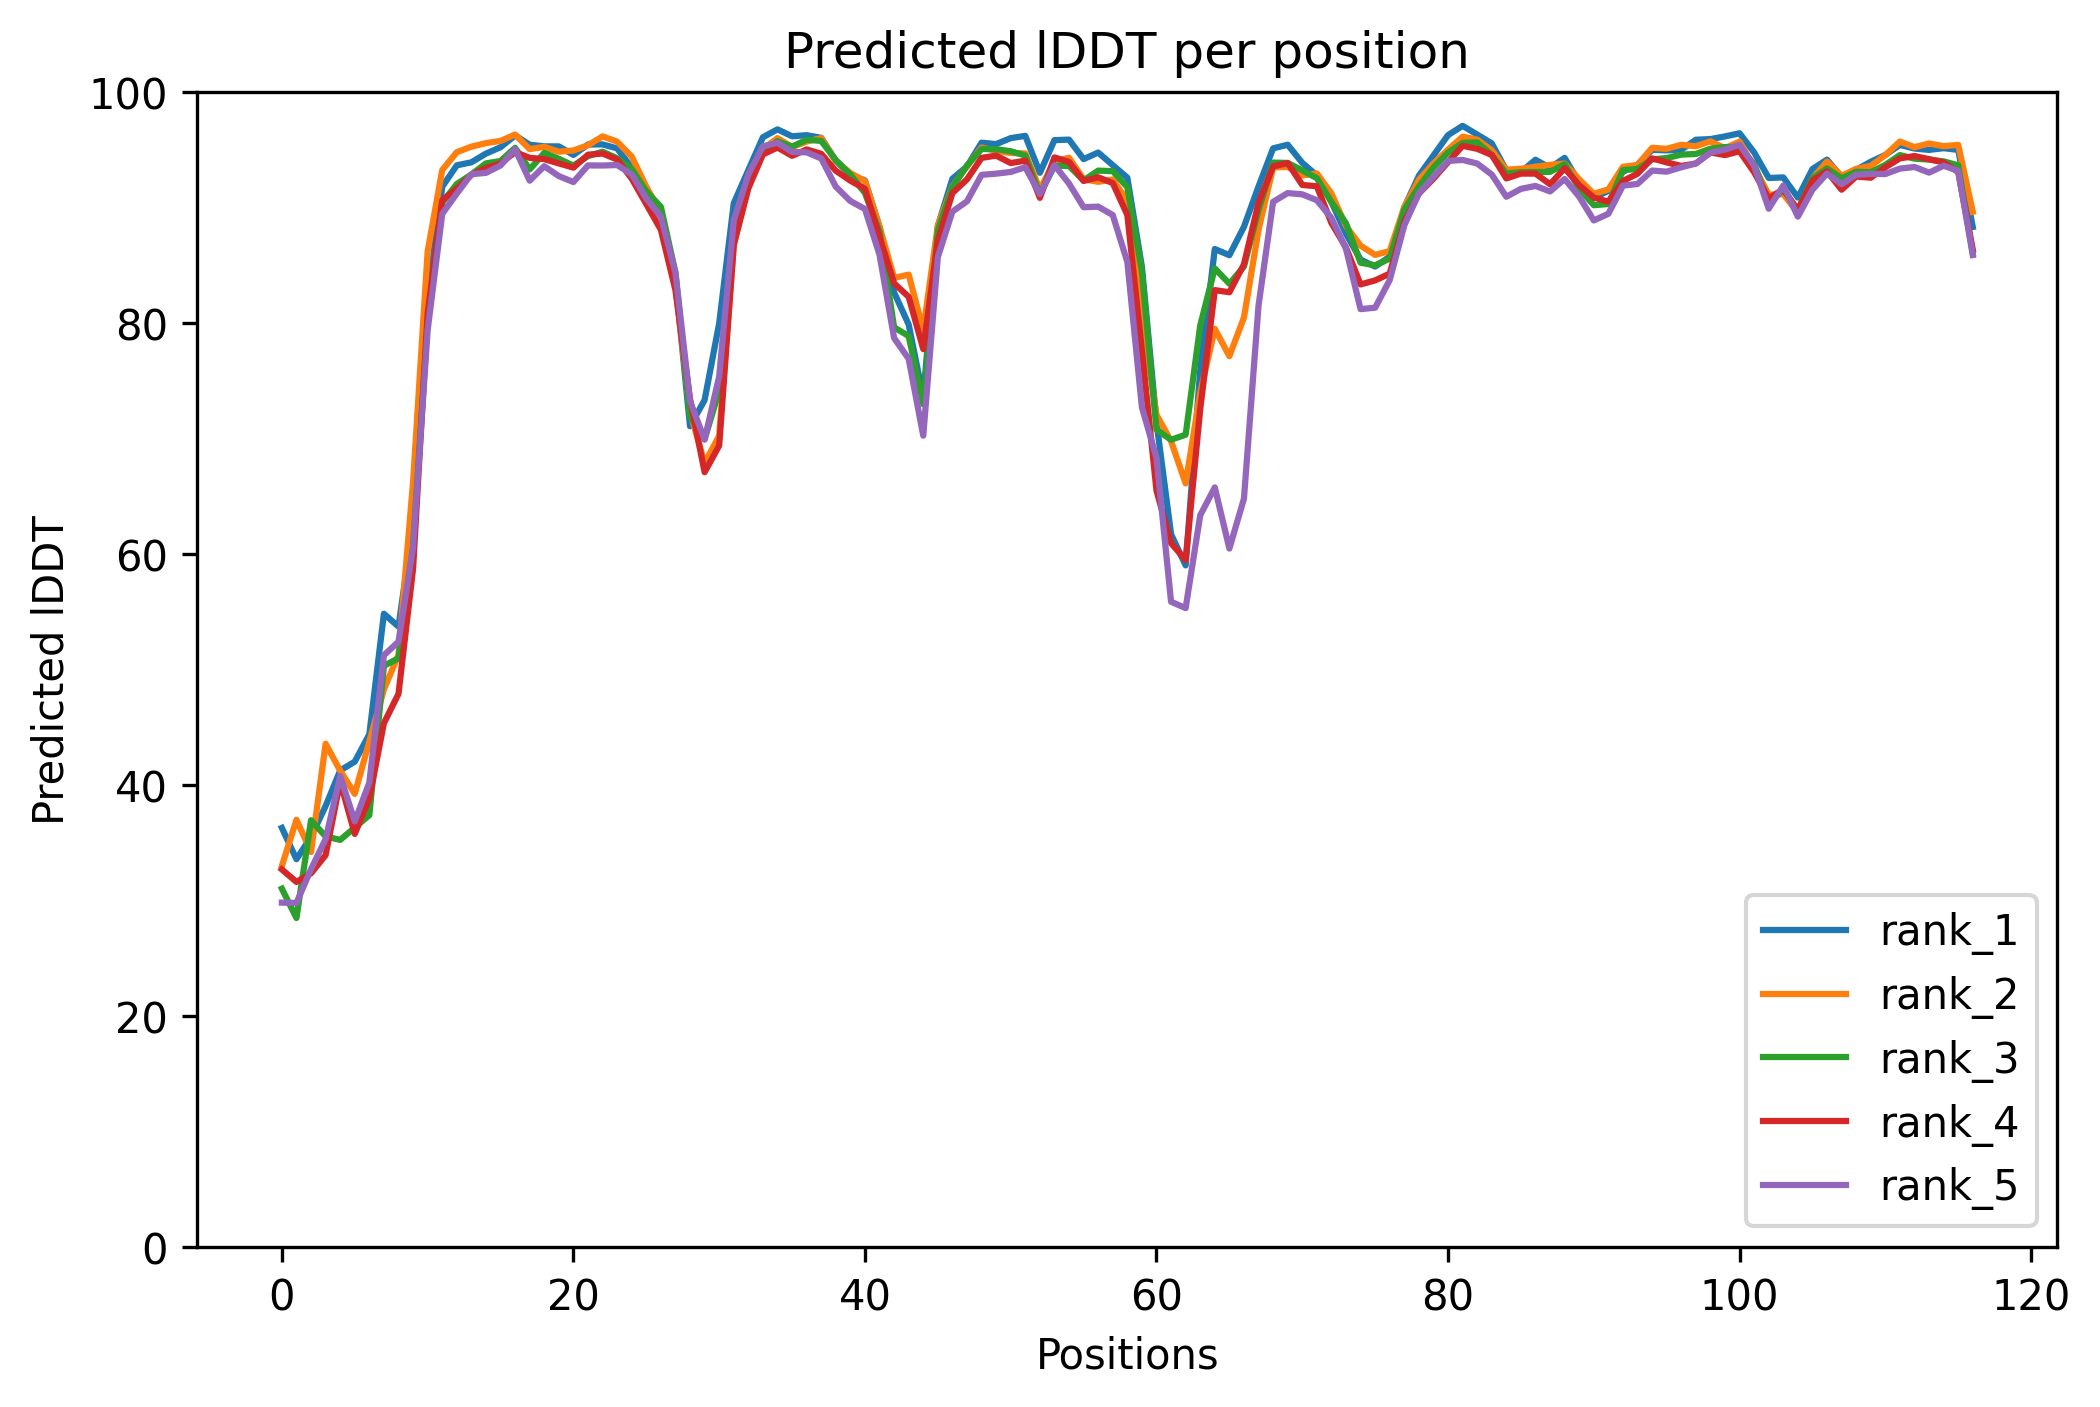 Predicted lDDT per position
Predicted lDDT
100
80
60
40
20
0
0 20 40 60 80 100 120
Positions
rank_1
rank_2
rank_3
rank_4
rank_5